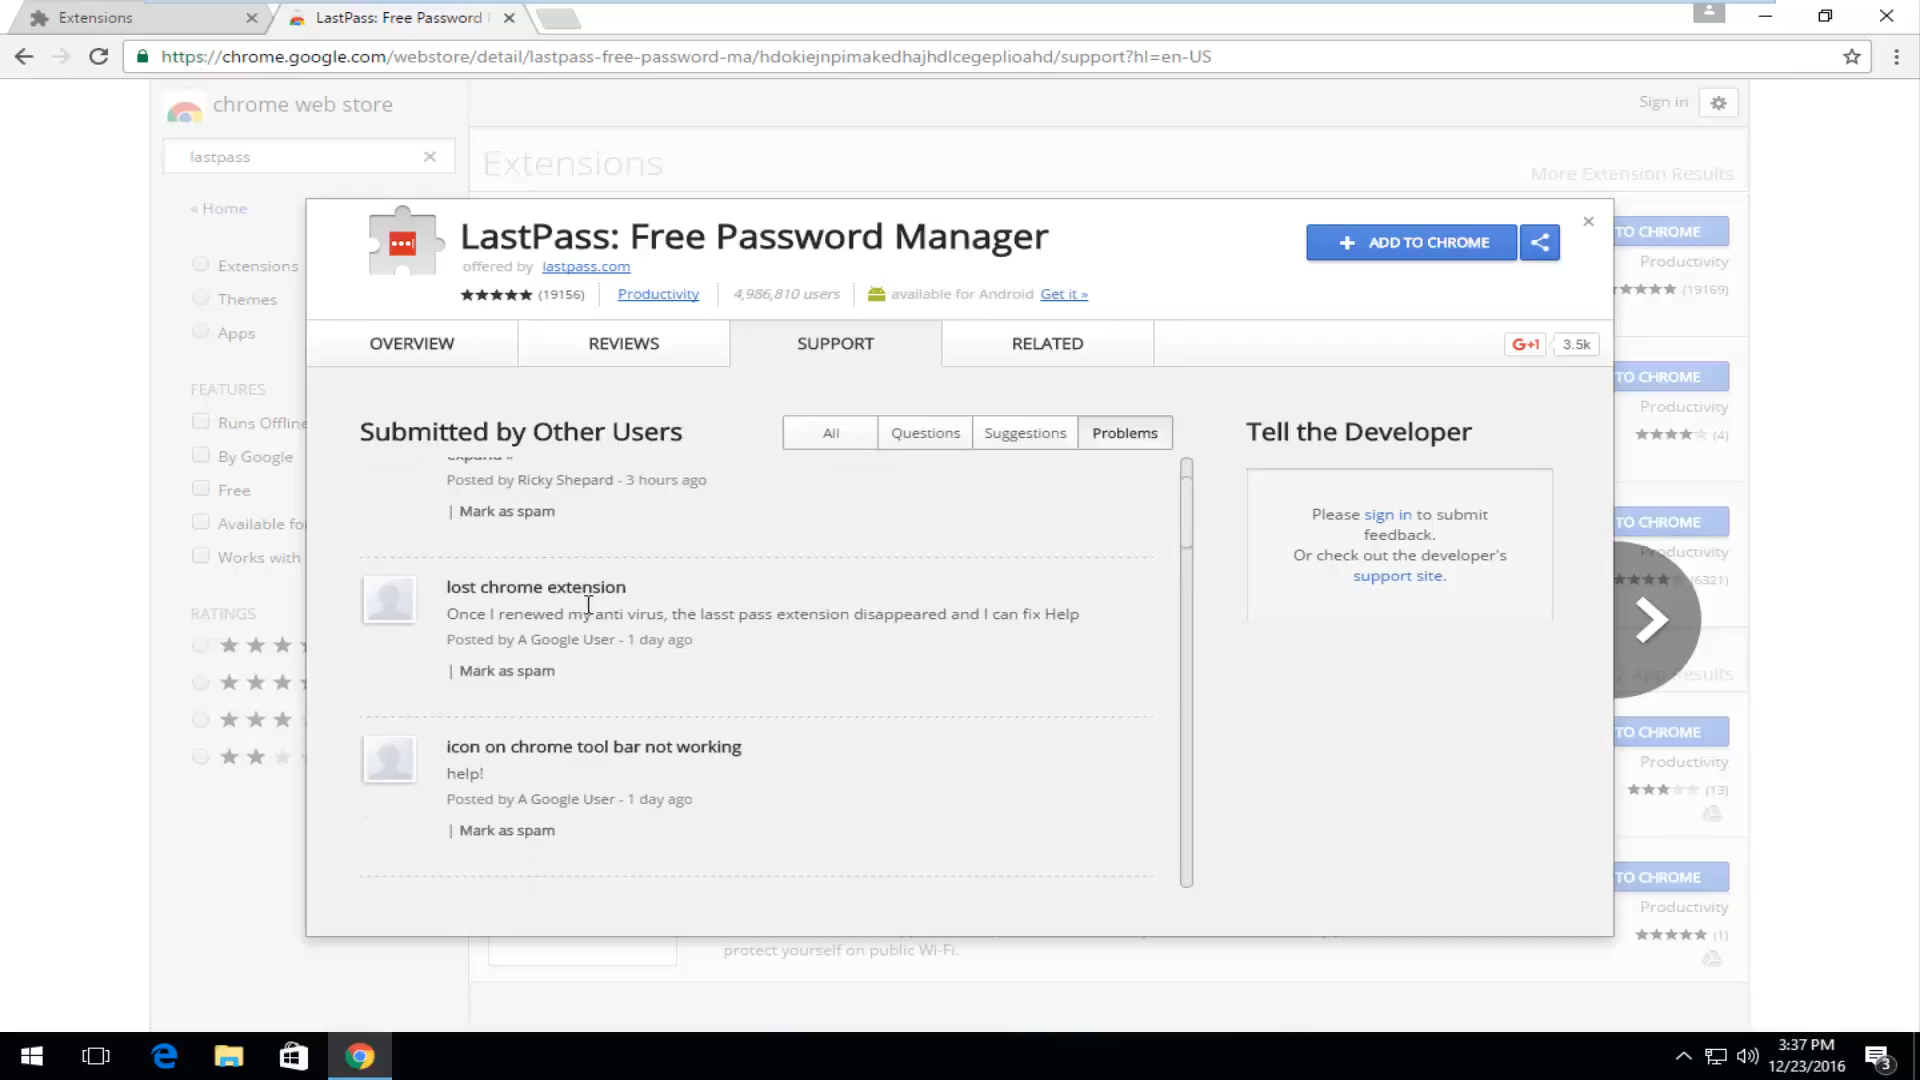 Extensions
LastPass: Free Password
https://chrome.google.com/webstore/detail/lastpass-free-password-ma/hdokiejnpimakedhajhdlcegeplioahd/support?hl=en-US
chrome web store
Sign in
lastpass
Extensions
More Extension Results
« Home
Extensions
Themes
Apps
FEATURES
Runs Offline
By Google
Free
Available fo
Works with
RATINGS
LastPass: Free Password Manager
offered by lastpass.com
(19156)
Productivity
4,986,810 users
available for Android Get it »
ADD TO CHROME
OVERVIEW
REVIEWS
SUPPORT
RELATED
G+1
3.5k
Submitted by Other Users
All
Questions
Suggestions
Problems
expand »
Posted by Ricky Shepard - 3 hours ago
| Mark as spam
lost chrome extension
Once I renewed my anti virus, the lasst pass extension disappeared and I can fix Help
Posted by A Google User - 1 day ago
| Mark as spam
icon on chrome tool bar not working
help!
Posted by A Google User - 1 day ago
| Mark as spam
Tell the Developer
Please sign in to submit
feedback.
Or check out the developer's
support site.
TO CHROME
Productivity
(19169)
TO CHROME
Productivity
(4)
TO CHROME
Productivity
(6321)
Results
TO CHROME
Productivity
(13)
TO CHROME
Productivity
(1)
protect yourself on public Wi-Fi.
3:37 PM
12/23/2016
3